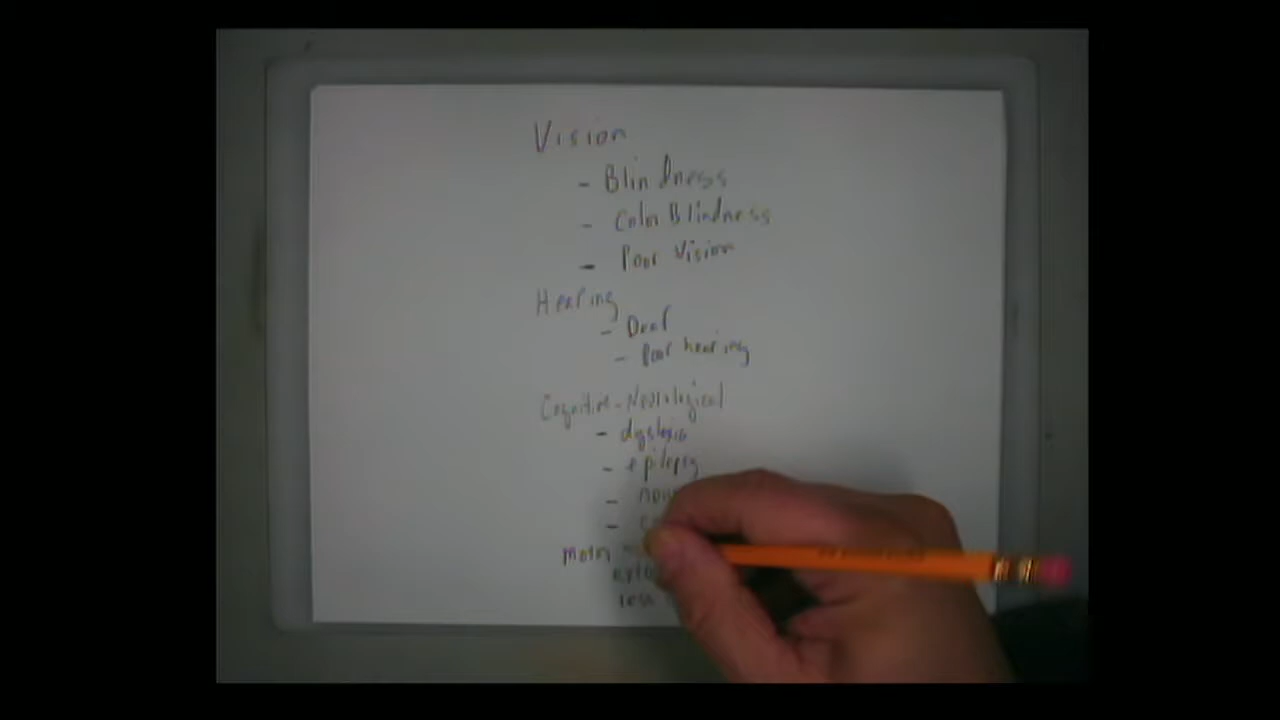 Vision
- Blindness
- Color Blindness
- Poor Vision
Hearing
- Deaf
- Poor hearing
Cognitive - Neurological
- dyslexia
- epilepsy
-
-
Motor